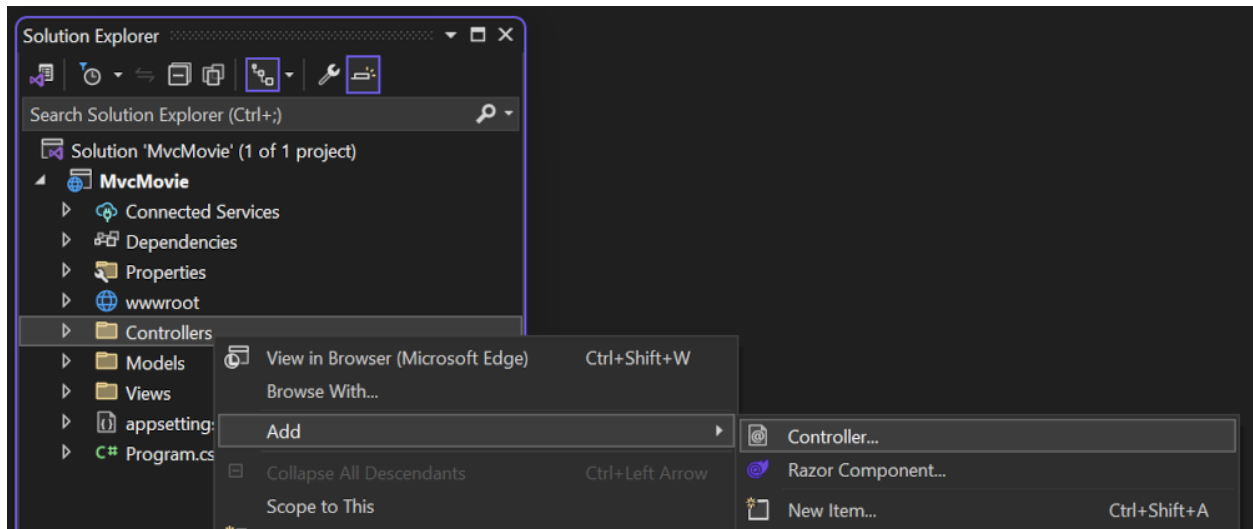 Solution Explorer
Search Solution Explorer (Ctrl+;)
Solution 'MvcMovie' (1 of 1 project)
MvcMovie
Connected Services
Dependencies
Properties
wwwroot
Controllers
Models
Views
appsettings
C# Program.cs
View in Browser (Microsoft Edge) Ctrl+Shift+W
Browse With...
Add
Collapse All Descendants Ctrl+Left Arrow
Scope to This
Controller...
Razor Component...
New Item... Ctrl+Shift+A